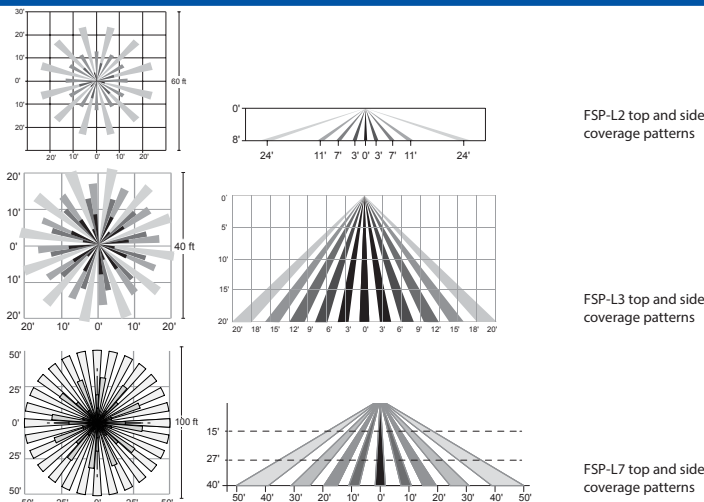 30'
20'
10'
0'
10'
20'
20' 10' 0' 10' 20'
60 ft
0'
8'
24' 11' 7' 3' 0' 3' 7' 11' 24'
FSP-L2 top and side
coverage patterns
20'
10'
0'
10'
20'
20' 10' 0' 10' 20'
40 ft
0'
5'
10'
15'
20'
20' 18' 15' 12' 9' 6' 3' 0' 3' 6' 9' 12' 15' 18' 20'
FSP-L3 top and side
coverage patterns
50'
25'
0'
25'
50'
100 ft
15'
27'
40'
50' 40' 30' 20' 10' 0' 10' 20' 30' 40' 50'
FSP-L7 top and side
coverage patterns